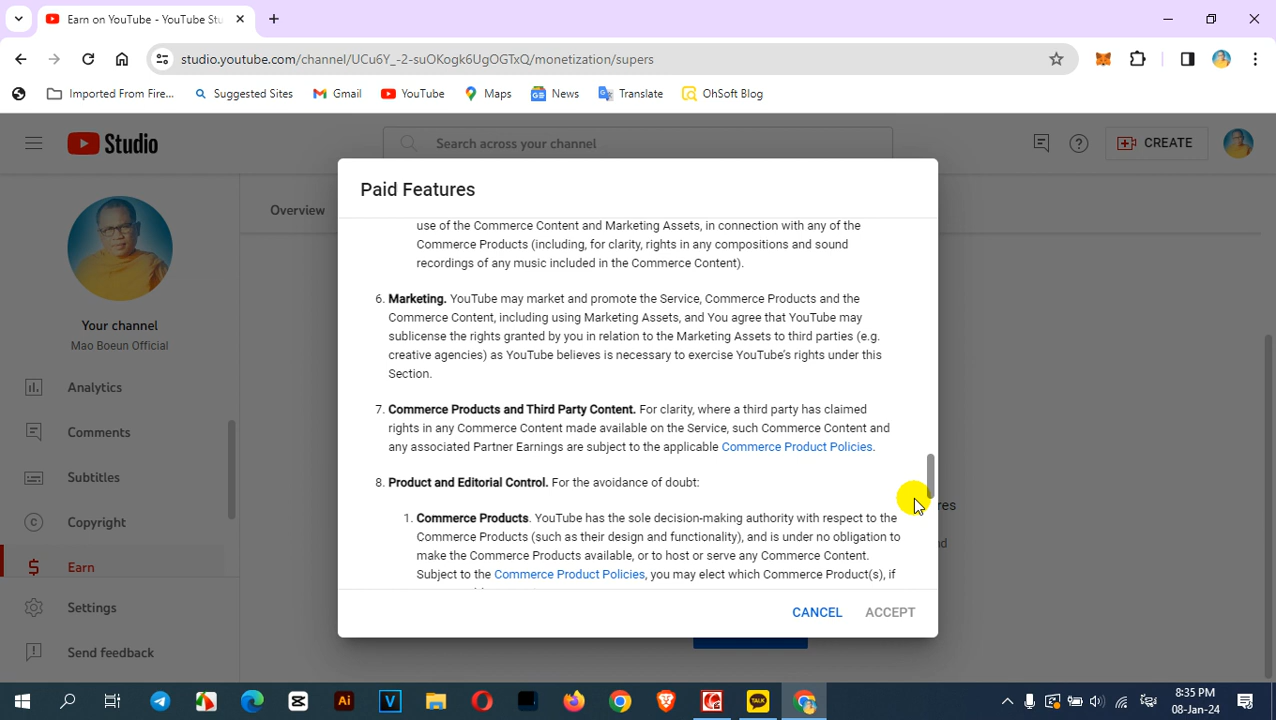 Earn on YouTube - YouTube Stu
studio.youtube.com/channel/UCu6Y_-2-suOKogk6UgOGTxQ/monetization/supers
Imported From Fire...
Suggested Sites
Gmail
YouTube
Maps
News
Translate
OhSoft Blog
Studio
Search across your channel
CREATE
Your channel
Mao Boeun Official
Analytics
Comments
Subtitles
Copyright
Earn
Settings
Send feedback
Overview
Paid Features
use of the Commerce Content and Marketing Assets, in connection with any of the
Commerce Products (including, for clarity, rights in any compositions and sound
recordings of any music included in the Commerce Content).
6. Marketing. YouTube may market and promote the Service, Commerce Products and the
Commerce Content, including using Marketing Assets, and You agree that YouTube may
sublicense the rights granted by you in relation to the Marketing Assets to third parties (e.g.
creative agencies) as YouTube believes is necessary to exercise YouTube's rights under this
Section.
7. Commerce Products and Third Party Content. For clarity, where a third party has claimed
rights in any Commerce Content made available on the Service, such Commerce Content and
any associated Partner Earnings are subject to the applicable Commerce Product Policies.
8. Product and Editorial Control. For the avoidance of doubt:
1. Commerce Products. YouTube has the sole decision-making authority with respect to the
Commerce Products (such as their design and functionality), and is under no obligation to
make the Commerce Products available, or to host or serve any Commerce Content.
Subject to the Commerce Product Policies, you may elect which Commerce Product(s), if
CANCEL
ACCEPT
res
nd
Ai
V
TALK
8:35 PM
08-Jan-24